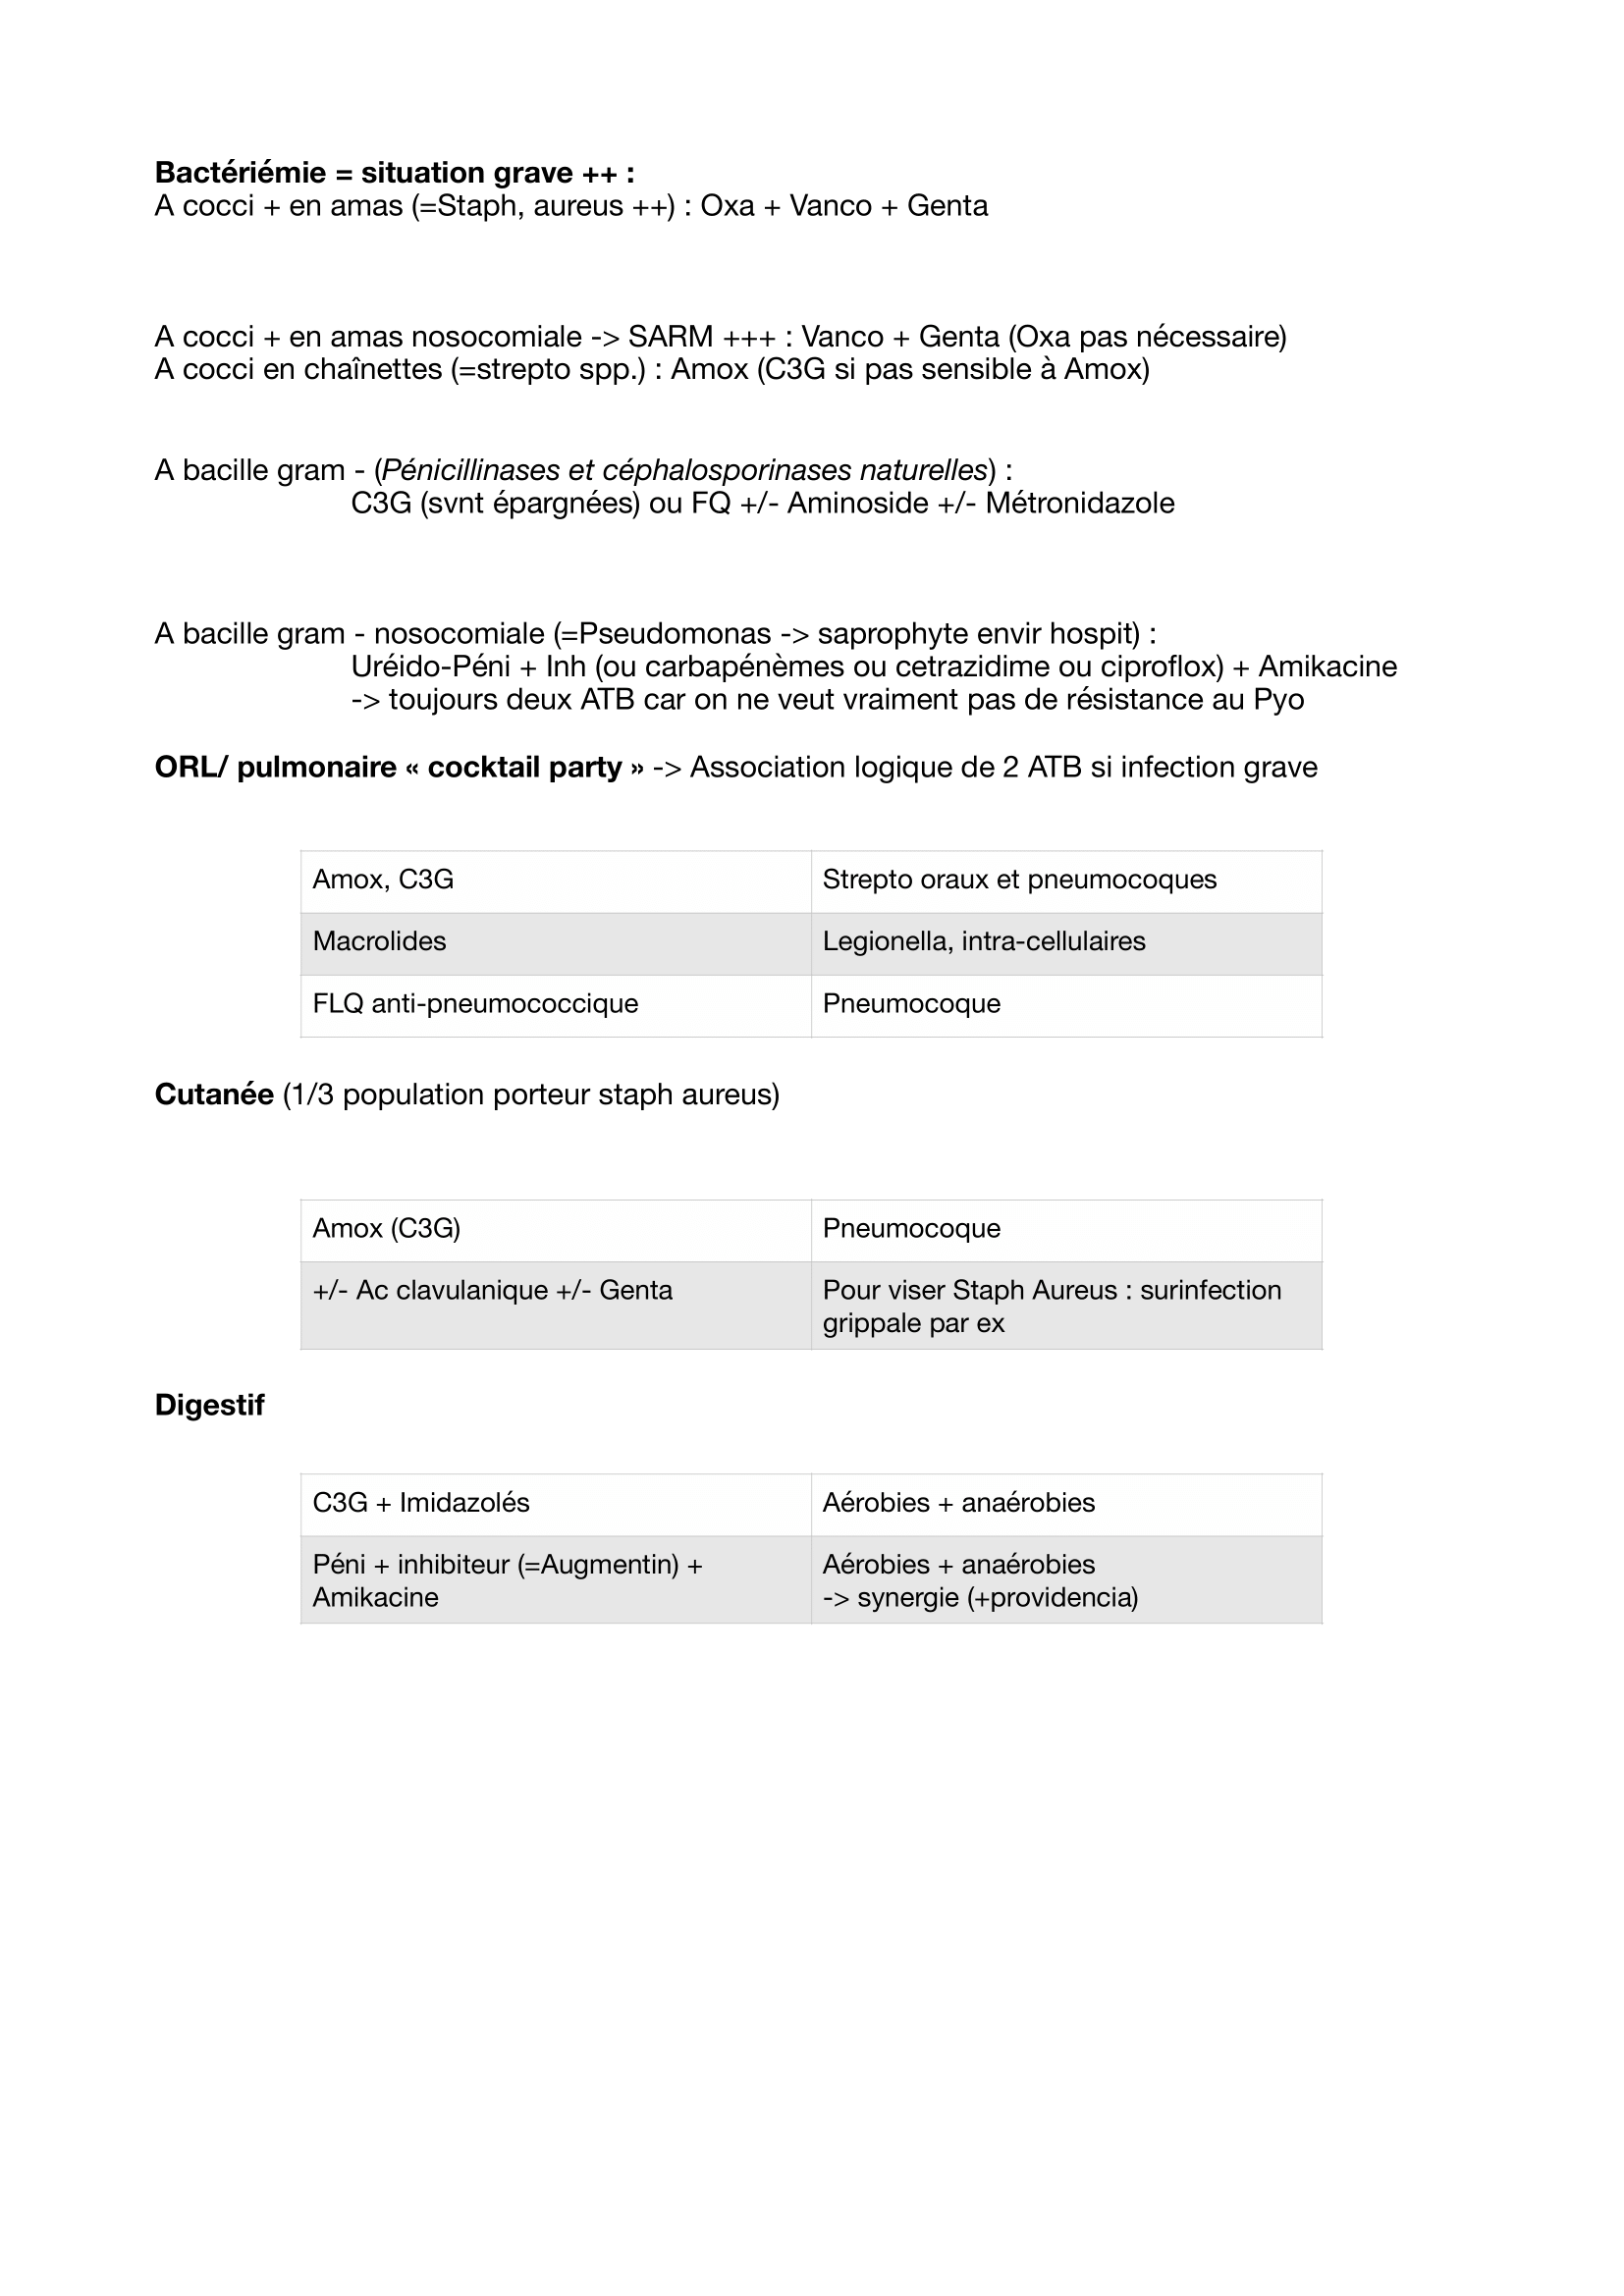 Bactériémie = situation grave ++ :
A cocci + en amas (=Staph, aureus ++) : Oxa + Vanco + Genta
A cocci + en amas nosocomiale -> SARM +++ : Vanco + Genta (Oxa pas nécessaire)
A cocci en chaînettes (=strepto spp.) : Amox (C3G si pas sensible à Amox)
A bacille gram - (Pénicillinases et céphalosporinases naturelles) :
C3G (svnt épargnées) ou FQ +/- Aminoside +/- Métronidazole
A bacille gram - nosocomiale (=Pseudomonas -> saprophyte envir hospit) :
Uréido-Péni + Inh (ou carbapénèmes ou cetrazidime ou ciproflox) + Amikacine
-> toujours deux ATB car on ne veut vraiment pas de résistance au Pyo
ORL/ pulmonaire « cocktail party » -> Association logique de 2 ATB si infection grave
Amox, C3G
Strepto oraux et pneumocoques
Macrolides
Legionella, intra-cellulaires
FLQ anti-pneumococcique
Pneumocoque
Cutanée (1/3 population porteur staph aureus)
Amox (C3G)
Pneumocoque
+/- Ac clavulanique +/- Genta
Pour viser Staph Aureus : surinfection
grippale par ex
Digestif
C3G + Imidazolés
Aérobies + anaérobies
Péni + inhibiteur (=Augmentin) +
Amikacine
Aérobies + anaérobies
-> synergie (+providencia)